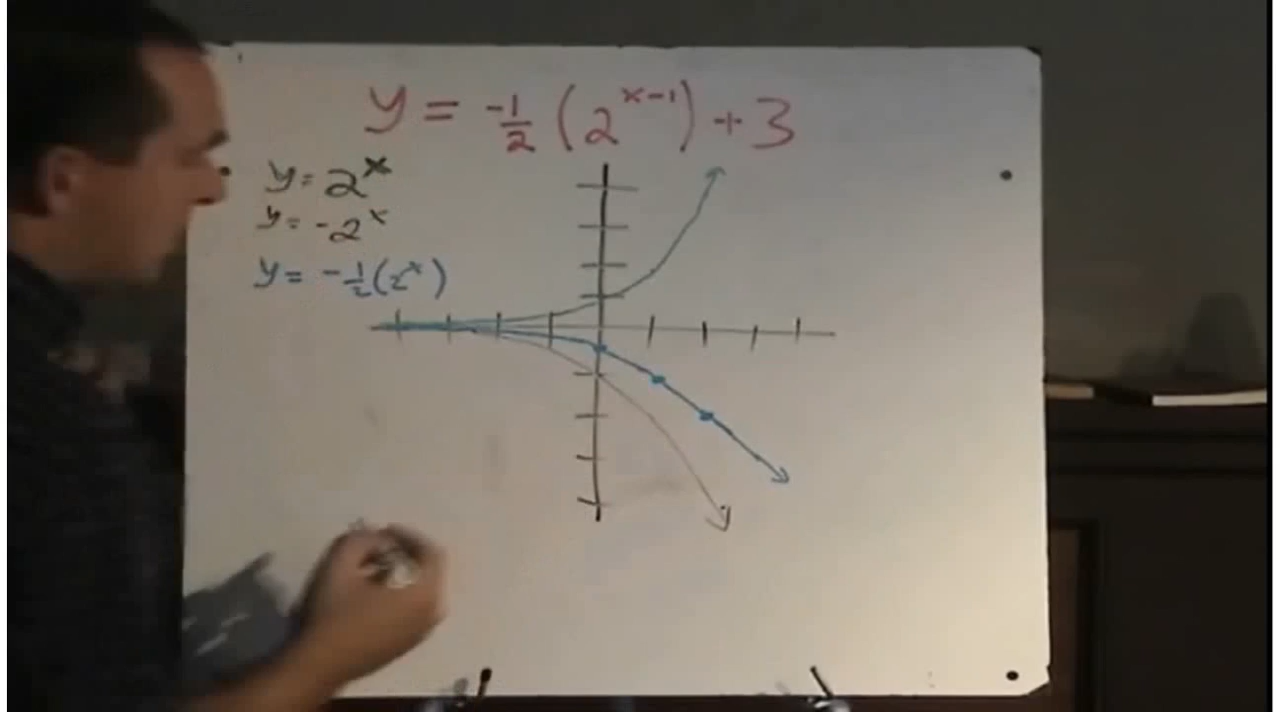 y = -1/2 (2^x-1) + 3
y = 2^x
y = -2^x
y = -1/2 (2^x)